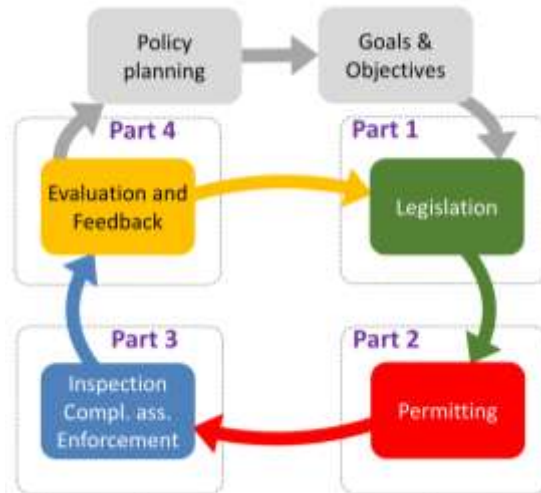 Policy
planning
Goals &
Objectives
Part 4
Part 1
Evaluation and
Feedback
Legislation
Part 3
Part 2
Inspection
Compl. ass.
Enforcement
Permitting